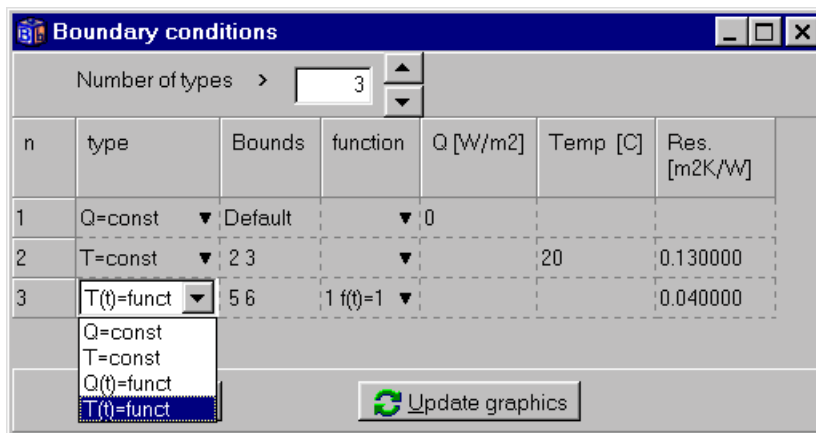 Boundary conditions
Number of types > 3
n type Bounds function Q [W/m2] Temp [C] Res.
[m2K/W]
1 Q=const Default 0
2 T=const 2 3 20 0.130000
3 T(t)=funct 5 6 1 f(t)=1 0.040000
Q=const
T=const
Q(t)=funct
T(t)=funct
Update graphics